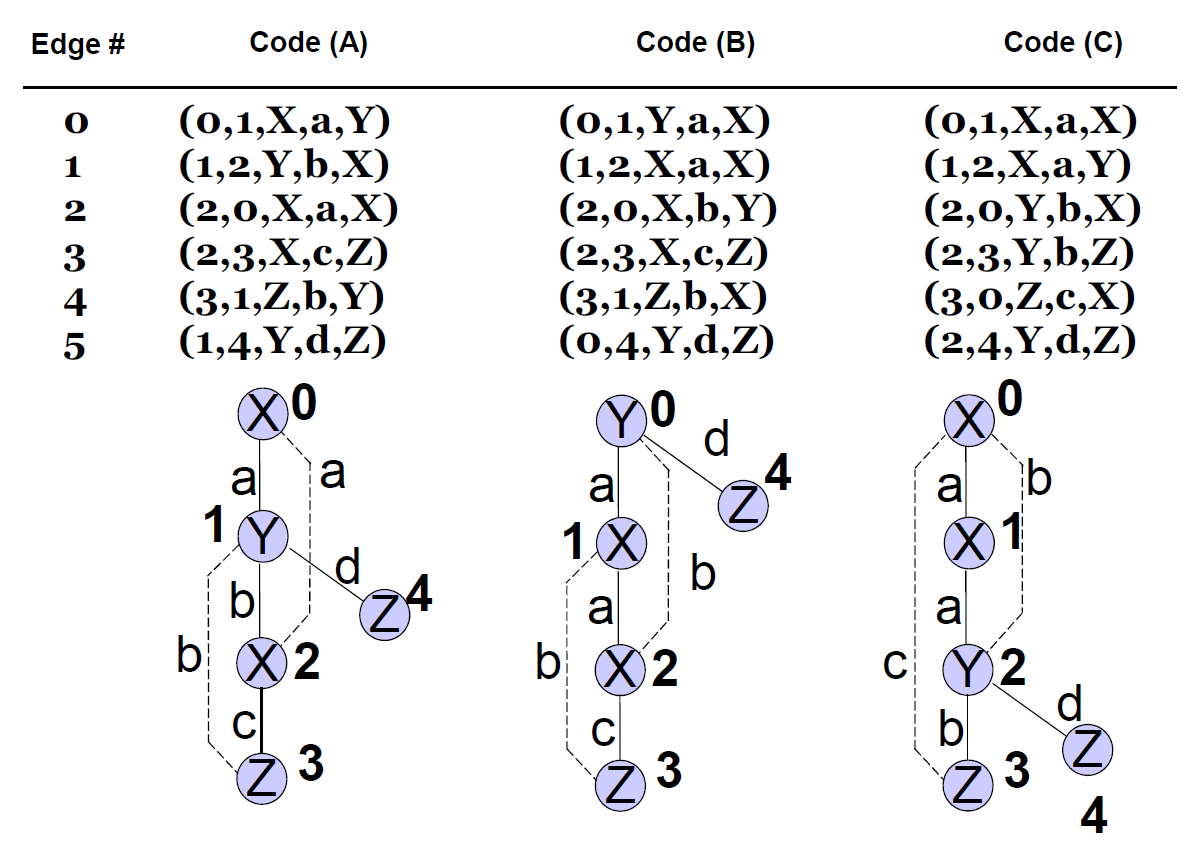 Edge # Code (A) Code (B) Code (C)
0 (0,1,X,a,Y) (0,1,Y,a,X) (0,1,X,a,X)
1 (1,2,Y,b,X) (1,2,X,a,X) (1,2,X,a,Y)
2 (2,0,X,a,X) (2,0,X,b,Y) (2,0,Y,b,X)
3 (2,3,X,c,Z) (2,3,X,c,Z) (2,3,Y,b,Z)
4 (3,1,Z,b,Y) (3,1,Z,b,X) (3,0,Z,c,X)
5 (1,4,Y,d,Z) (0,4,Y,d,Z) (2,4,Y,d,Z)
X 0
a a
1 Y
d
b Z 4
b X 2
c
Z 3
Y 0
d
a Z 4
1 X
b
a
b X 2
c
Z 3
X 0
a b
X 1
a
c Y 2
d
b Z
Z 3
4